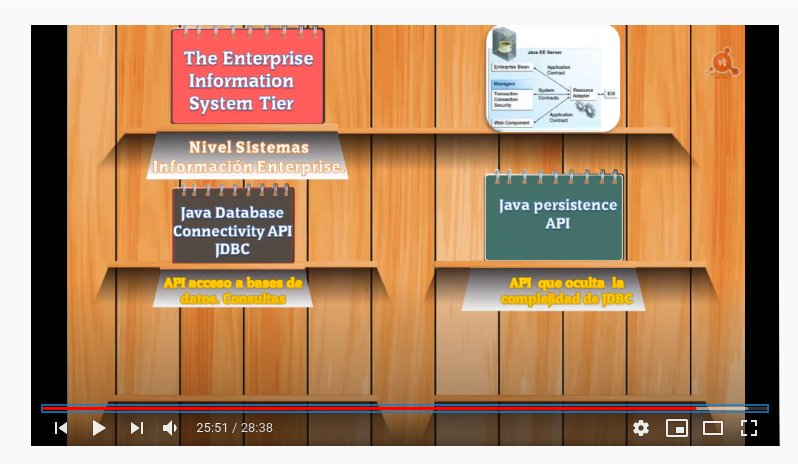 The Enterprise
Information
System Tier
Java EE Server
Enterprise Bean
Application
Contract
Managers
Transaction
Connection
Security
System
Contracts
Resource
Adapter
EIS
Application
Contract
Web Component
Nivel Sistemas
Información Enterprise.
Java Database
Connectivity API
JDBC
Java persistence
API
API acceso a bases de
datos. Consultas
API que oculta la
complejidad de JDBC
25:51 / 28:38